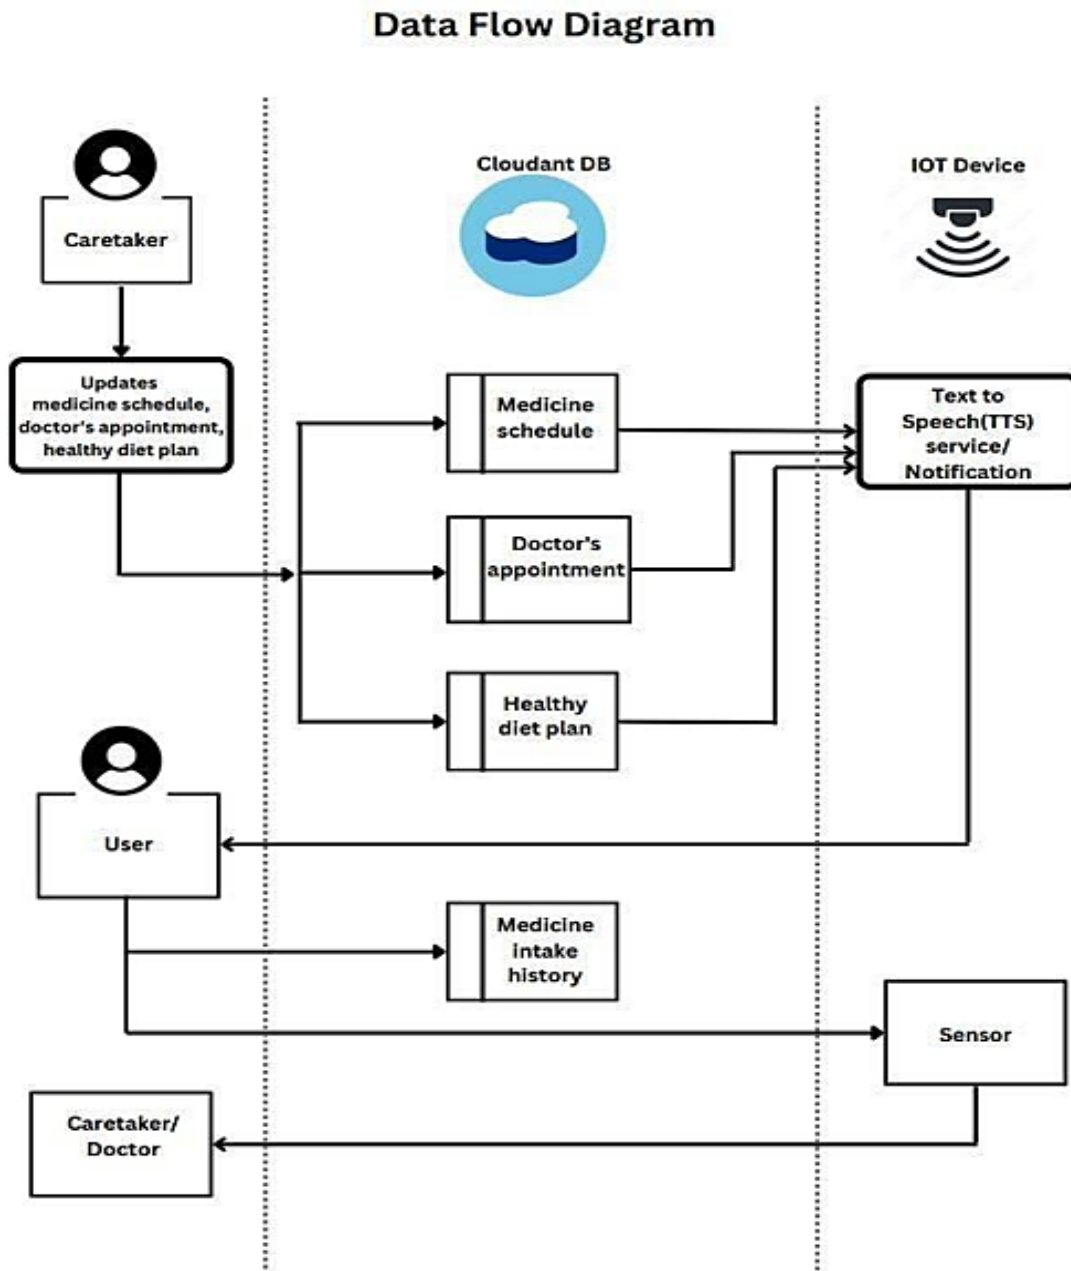 Data Flow Diagram
Cloudant DB
IOT Device
Caretaker
Updates
medicine schedule,
doctor's appointment,
healthy diet plan
Medicine
schedule
Text to
Speech(TTS)
service/
Notification
Doctor's
appointment
Healthy
diet plan
User
Medicine
intake
history
Sensor
Caretaker/
Doctor